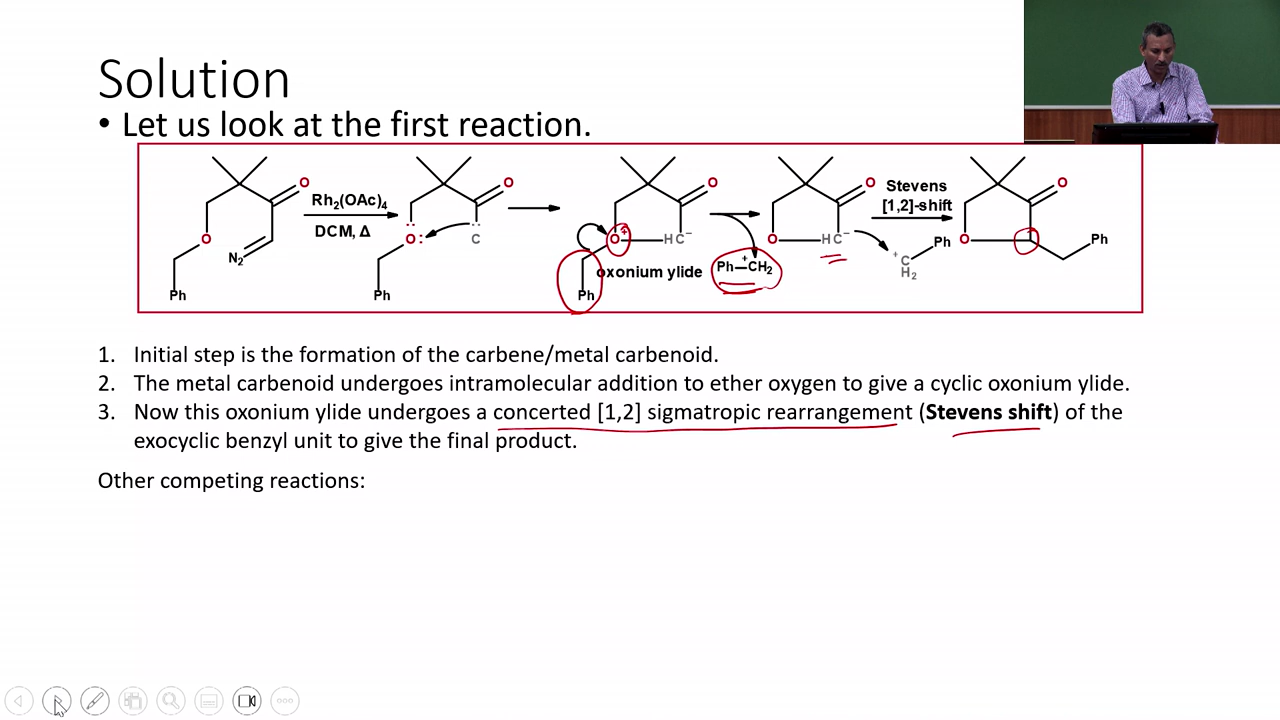 Solution
• Let us look at the first reaction.
O Rh2(OAc)4 O O O Stevens O
[1,2]-shift
O DCM, Δ O: C O+ HC- O HC- Ph O Ph
N2 oxonium ylide Ph—CH2+ +C
H2
Ph Ph Ph
1. Initial step is the formation of the carbene/metal carbenoid.
2. The metal carbenoid undergoes intramolecular addition to ether oxygen to give a cyclic oxonium ylide.
3. Now this oxonium ylide undergoes a concerted [1,2] sigmatropic rearrangement (Stevens shift) of the
exocyclic benzyl unit to give the final product.
Other competing reactions: